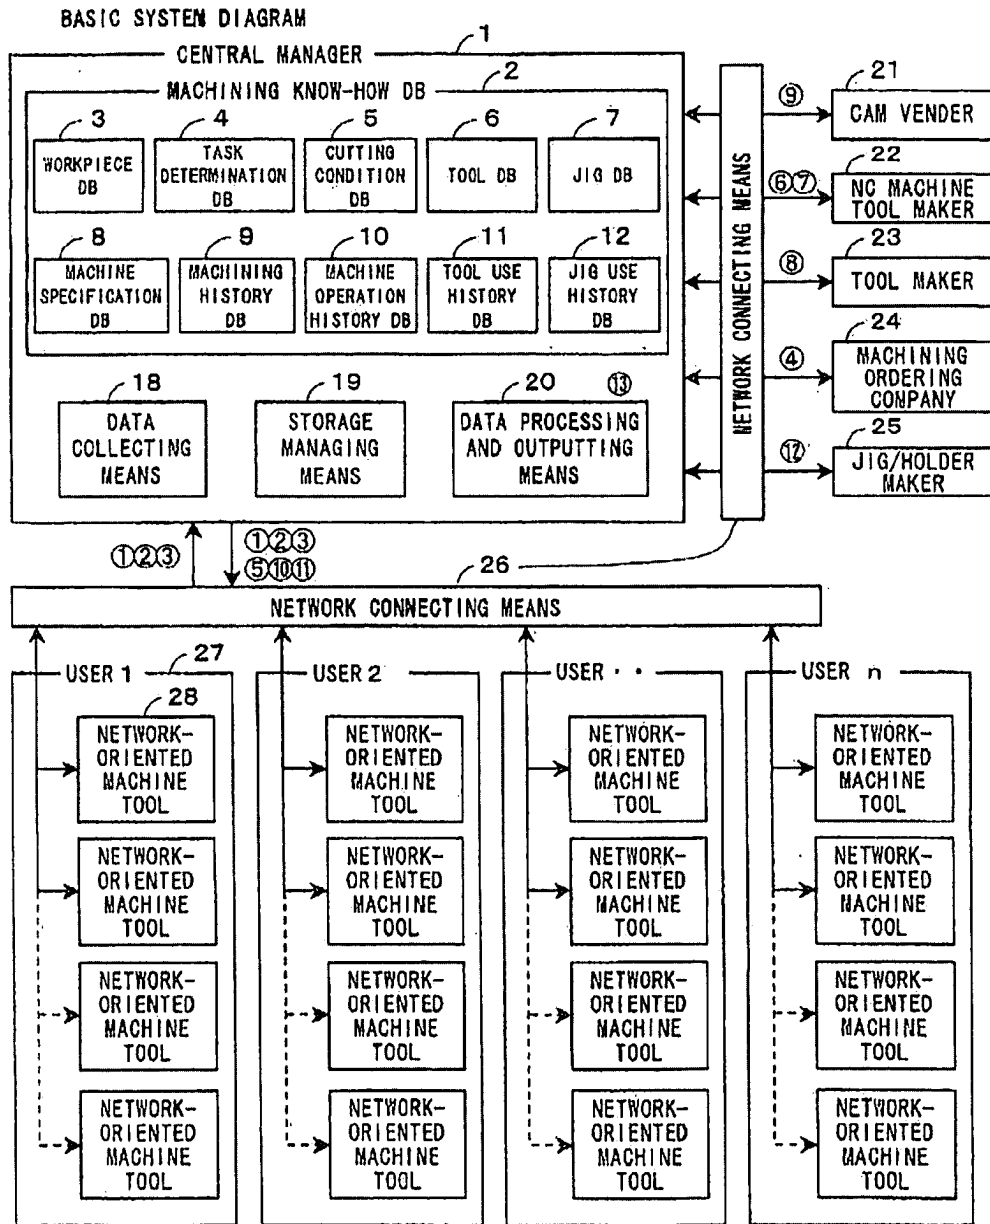 BASIC SYSTEM DIAGRAM
1
CENTRAL MANAGER
2
MACHINING KNOW-HOW DB
3
WORKPIECE
DB
4
TASK
DETERMINATION
DB
5
CUTTING
CONDITION
DB
6
TOOL DB
7
JIG DB
8
MACHINE
SPECIFICATION
DB
9
MACHINING
HISTORY
DB
10
MACHINE
OPERATION
HISTORY DB
11
TOOL USE
HISTORY
DB
12
JIG USE
HISTORY
DB
18
DATA
COLLECTING
MEANS
19
STORAGE
MANAGING
MEANS
20
⑬
DATA PROCESSING
AND OUTPUTTING
MEANS
NETWORK CONNECTING MEANS
⑨
21
CAM VENDER
⑥⑦
22
NC MACHINE
TOOL MAKER
⑧
23
TOOL MAKER
④
24
MACHINING
ORDERING
COMPANY
⑫
25
JIG/HOLDER
MAKER
①②③
①②③
⑤⑩⑪
26
NETWORK CONNECTING MEANS
USER 1
27
28
NETWORK-
ORIENTED
MACHINE
TOOL
NETWORK-
ORIENTED
MACHINE
TOOL
NETWORK-
ORIENTED
MACHINE
TOOL
NETWORK-
ORIENTED
MACHINE
TOOL
USER 2
NETWORK-
ORIENTED
MACHINE
TOOL
NETWORK-
ORIENTED
MACHINE
TOOL
NETWORK-
ORIENTED
MACHINE
TOOL
NETWORK-
ORIENTED
MACHINE
TOOL
USER ・・
NETWORK-
ORIENTED
MACHINE
TOOL
NETWORK-
ORIENTED
MACHINE
TOOL
NETWORK-
ORIENTED
MACHINE
TOOL
NETWORK-
ORIENTED
MACHINE
TOOL
USER n
NETWORK-
ORIENTED
MACHINE
TOOL
NETWORK-
ORIENTED
MACHINE
TOOL
NETWORK-
ORIENTED
MACHINE
TOOL
NETWORK-
ORIENTED
MACHINE
TOOL